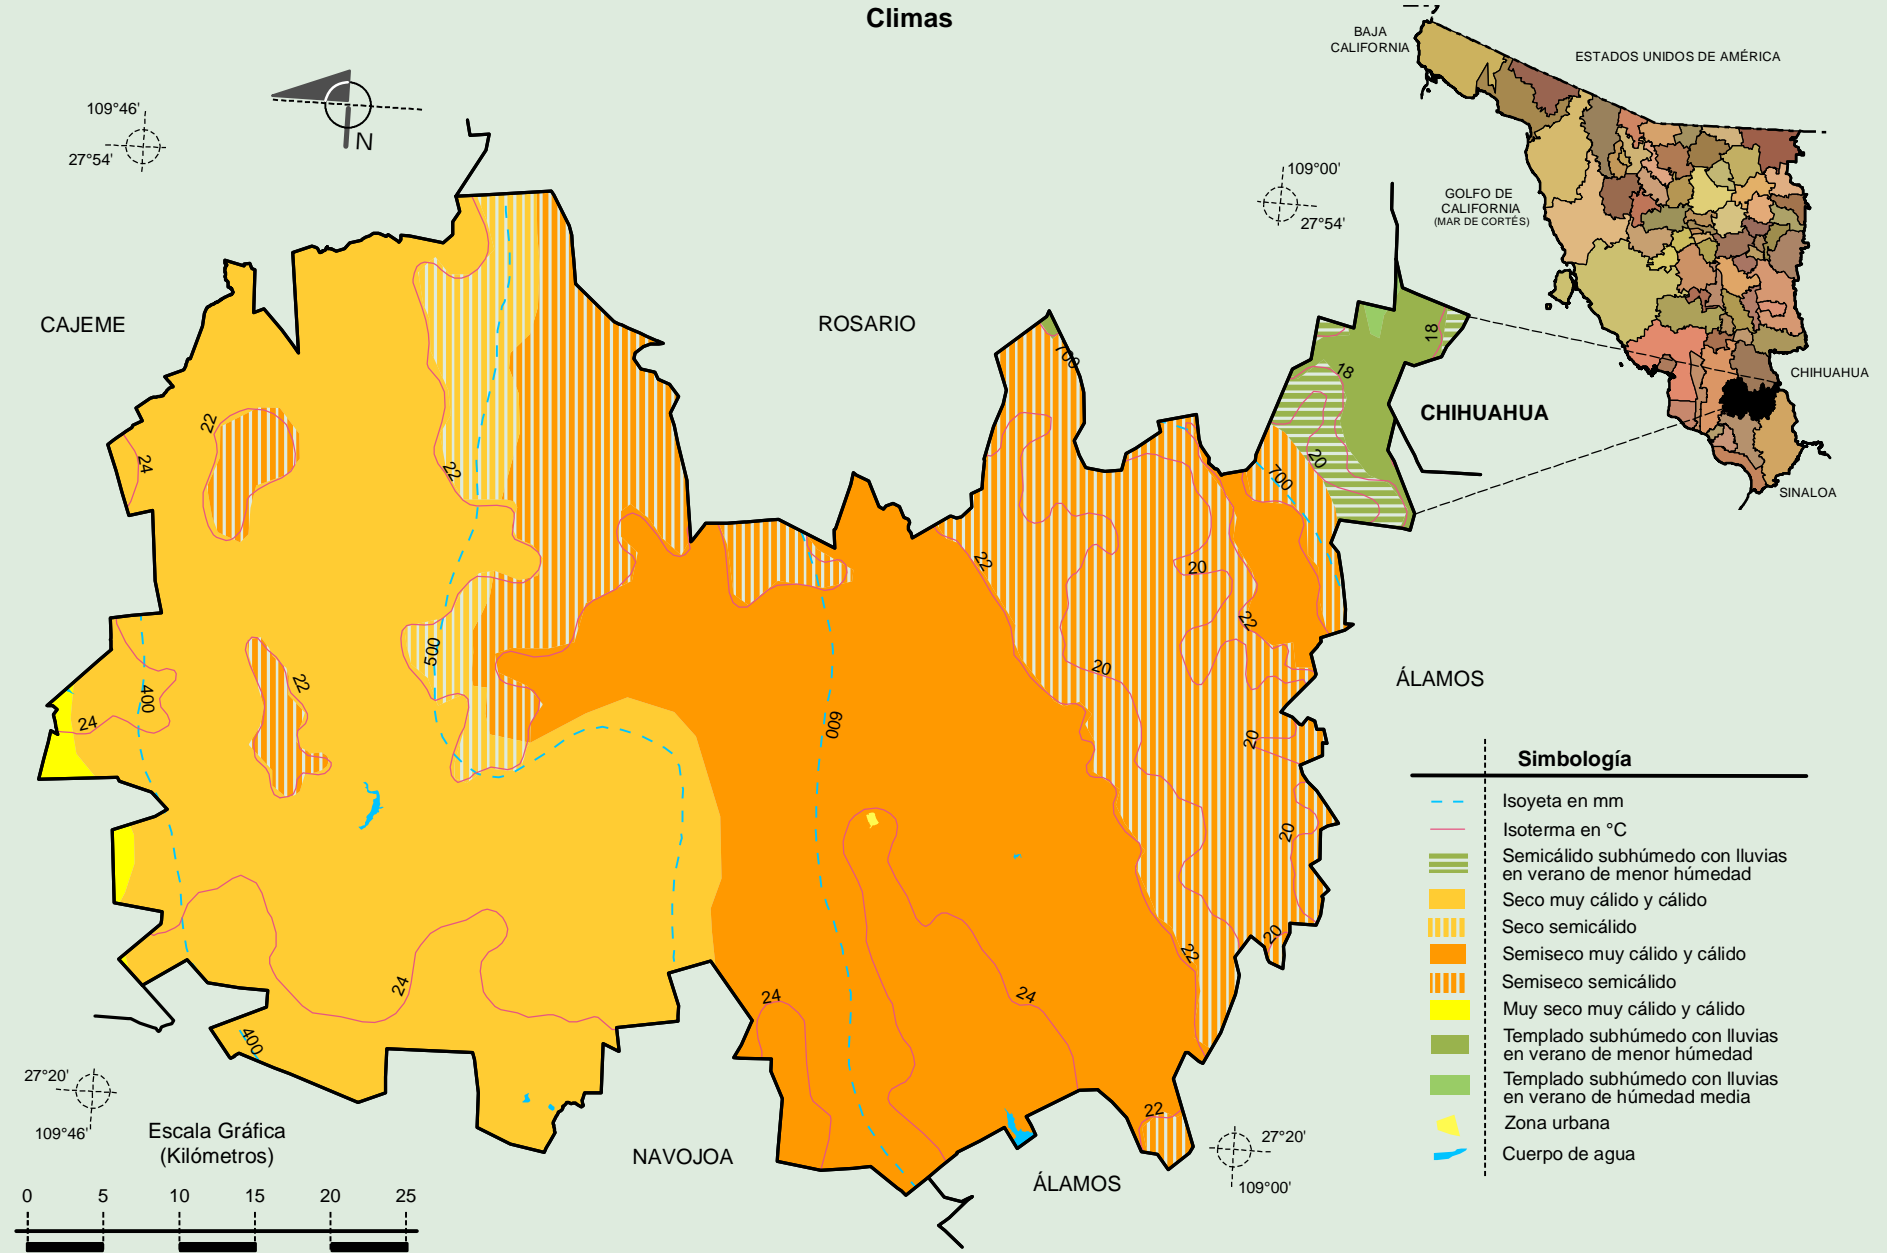 Climas
BAJA
CALIFORNIA
ESTADOS UNIDOS DE AMÉRICA
109°46'
27°54'
N
109°00'
27°54'
GOLFO DE
CALIFORNIA
(MAR DE CORTÉS)
CAJEME
ROSARIO
CHIHUAHUA
CHIHUAHUA
SINALOA
ÁLAMOS
700
18
18
20
700
22
24
22
22
20
22
500
20
22
400
24
22
600
20
20
20
22
24
24
24
400
22
Simbología
Isoyeta en mm
Isoterma en °C
Semicálido subhúmedo con lluvias
en verano de menor húmedad
Seco muy cálido y cálido
Seco semicálido
Semiseco muy cálido y cálido
Semiseco semicálido
Muy seco muy cálido y cálido
Templado subhúmedo con lluvias
en verano de menor húmedad
Templado subhúmedo con lluvias
en verano de húmedad media
Zona urbana
Cuerpo de agua
27°20'
109°46'
Escala Gráfica
(Kilómetros)
0 5 10 15 20 25
NAVOJOA
ÁLAMOS
27°20'
109°00'